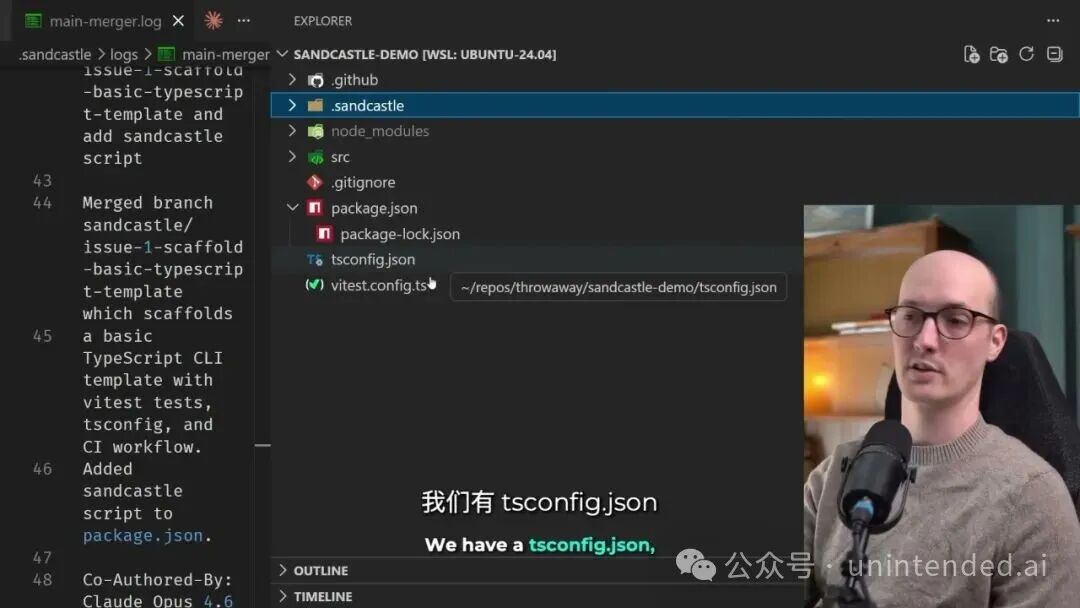 main-merger.log
EXPLORER
.sandcastle > logs > main-merger
issue-1-scaffold
-basic-typescrip
t-template and
add sandcastle
script
43
44 Merged branch
sandcastle/
issue-1-scaffold
-basic-typescrip
t-template
which scaffolds
45 a basic
TypeScript CLI
template with
vitest tests,
tsconfig, and
CI workflow.
46 Added
sandcastle
script to
package.json.
47
48 Co-Authored-By:
Claude Opus 4.6
SANDCASTLE-DEMO [WSL: UBUNTU-24.04]
.github
.sandcastle
node_modules
src
.gitignore
package.json
package-lock.json
tsconfig.json
vitest.config.ts
~/repos/throwaway/sandcastle-demo/tsconfig.json
我们有 tsconfig.json
We have a tsconfig.json,
OUTLINE
TIMELINE
公众号 · unintended.ai